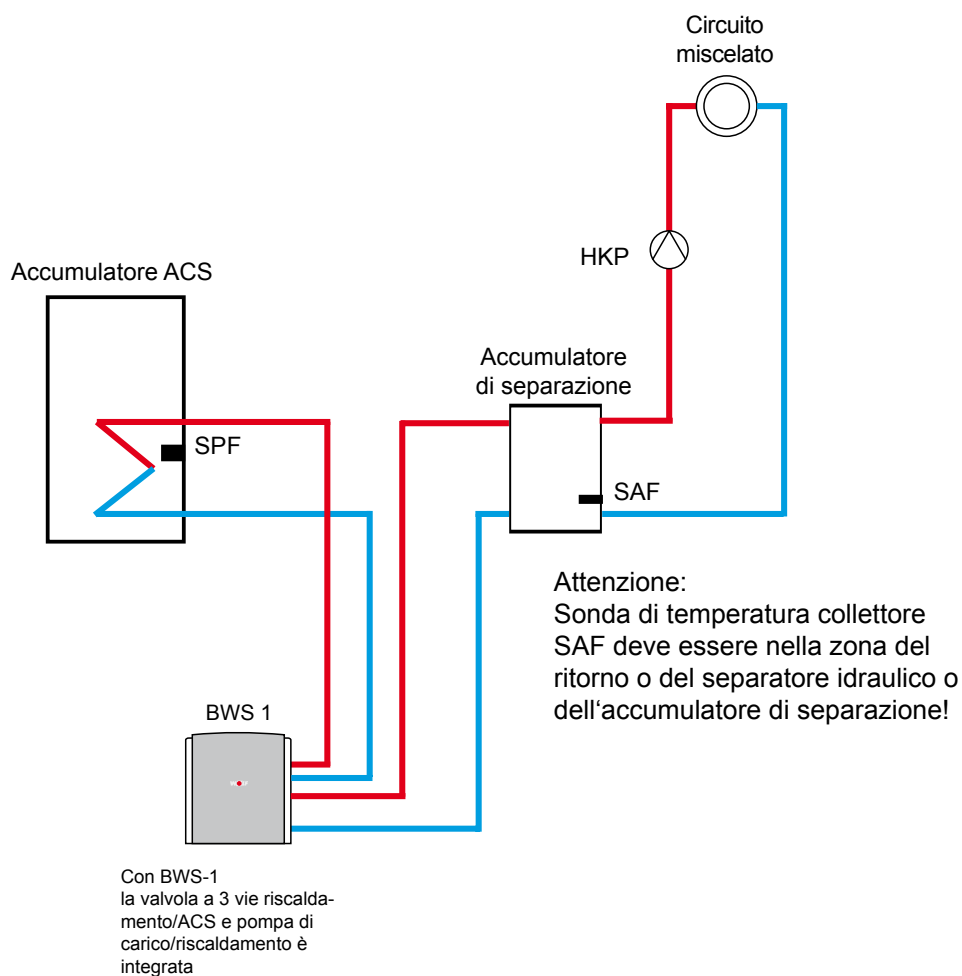 Circuito
miscelato
HKP
Accumulatore ACS
Accumulatore
di separazione
SPF
SAF
Attenzione:
Sonda di temperatura collettore
SAF deve essere nella zona del
ritorno o del separatore idraulico o
dell‘accumulatore di separazione!
BWS 1
Con BWS-1
la valvola a 3 vie riscalda-
mento/ACS e pompa di
carico/riscaldamento è
integrata